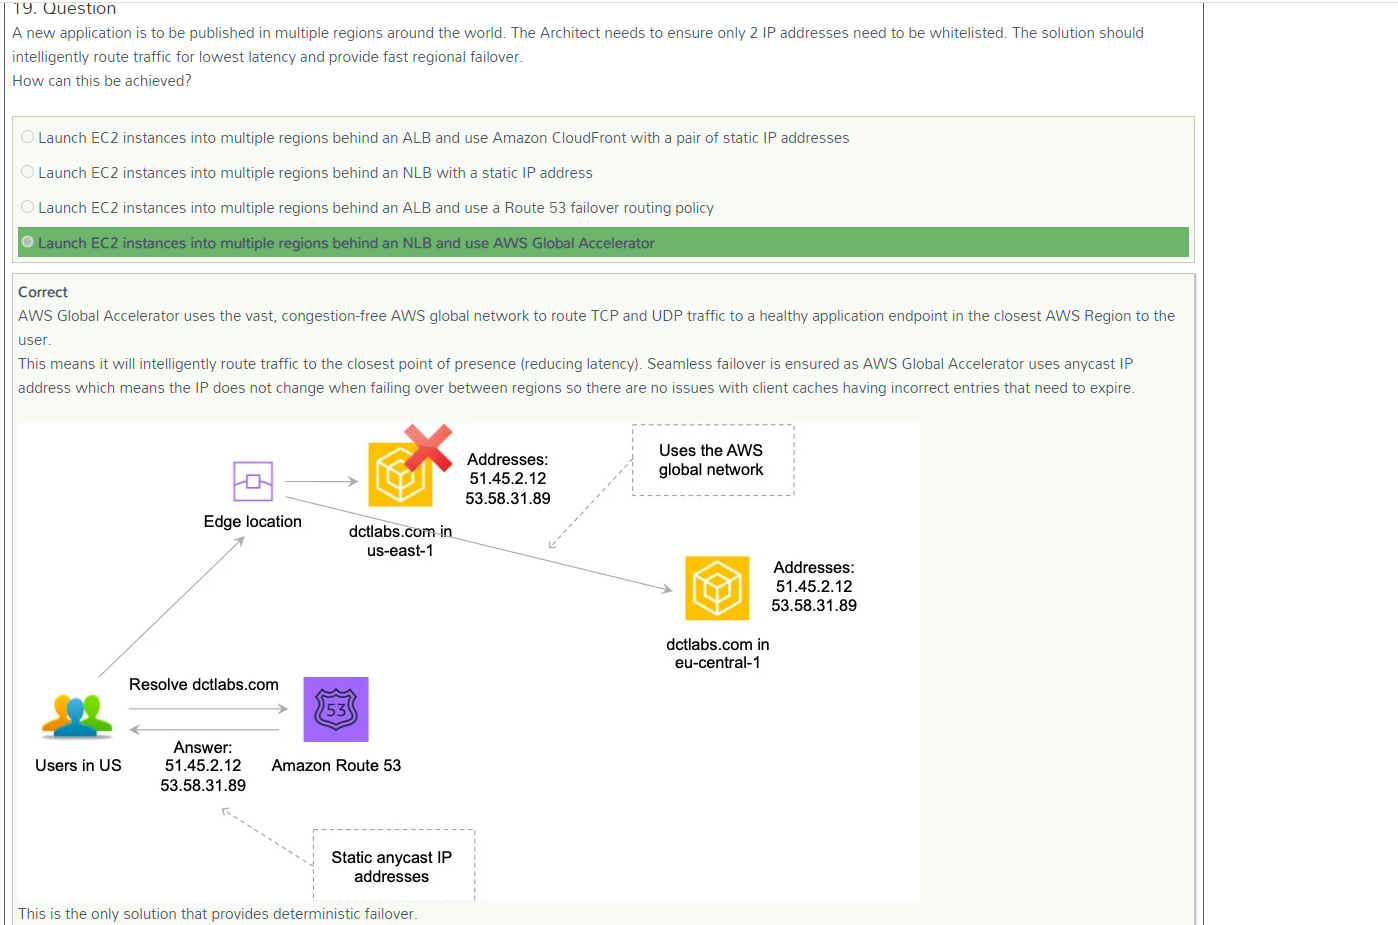 19. Question
A new application is to be published in multiple regions around the world. The Architect needs to ensure only 2 IP addresses need to be whitelisted. The solution should
intelligently route traffic for lowest latency and provide fast regional failover.
How can this be achieved?
Launch EC2 instances into multiple regions behind an ALB and use Amazon CloudFront with a pair of static IP addresses
Launch EC2 instances into multiple regions behind an NLB with a static IP address
Launch EC2 instances into multiple regions behind an ALB and use a Route 53 failover routing policy
Launch EC2 instances into multiple regions behind an NLB and use AWS Global Accelerator
Correct
AWS Global Accelerator uses the vast, congestion-free AWS global network to route TCP and UDP traffic to a healthy application endpoint in the closest AWS Region to the
user.
This means it will intelligently route traffic to the closest point of presence (reducing latency). Seamless failover is ensured as AWS Global Accelerator uses anycast IP
address which means the IP does not change when failing over between regions so there are no issues with client caches having incorrect entries that need to expire.
Uses the AWS
global network
Addresses:
51.45.2.12
53.58.31.89
Edge location
dctlabs.com in
us-east-1
Addresses:
51.45.2.12
53.58.31.89
dctlabs.com in
eu-central-1
Resolve dctlabs.com
53
Answer:
51.45.2.12
53.58.31.89
Users in US
Amazon Route 53
Static anycast IP
addresses
This is the only solution that provides deterministic failover.